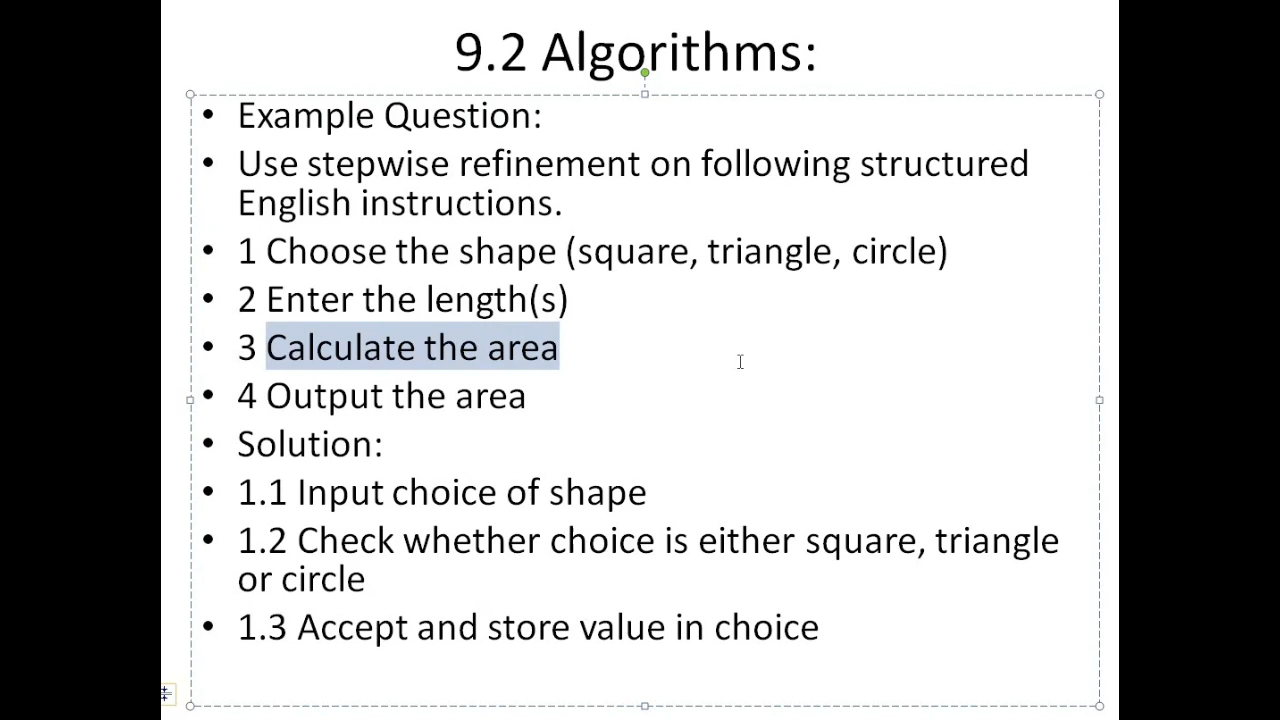 9.2 Algorithms:
• Example Question:
• Use stepwise refinement on following structured
English instructions.
• 1 Choose the shape (square, triangle, circle)
• 2 Enter the length(s)
• 3 Calculate the area
• 4 Output the area
• Solution:
• 1.1 Input choice of shape
• 1.2 Check whether choice is either square, triangle
or circle
• 1.3 Accept and store value in choice